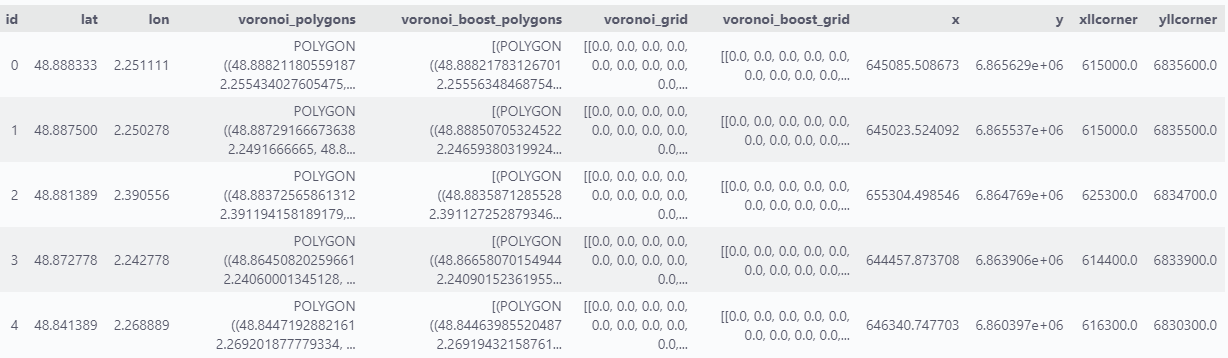 id lat lon voronoi_polygons voronoi_boost_polygons voronoi_grid voronoi_boost_grid x y xllcorner yllcorner
POLYGON [(POLYGON [[0.0, 0.0, 0.0, 0.0,
0 48.888333 2.251111 ((48.88821180559187 ((48.88821783126701 0.0, 0.0, 0.0, 0.0, [[0.0, 0.0, 0.0, 0.0, 0.0, 0.0, 0.0, 0.0,... 645085.508673 6.865629e+06 615000.0 6835600.0
2.255434027605475,... 2.25556348468754... 0.0,...
POLYGON [(POLYGON [[0.0, 0.0, 0.0, 0.0,
1 48.887500 2.250278 ((48.88729166673638 ((48.88850705324522 0.0, 0.0, 0.0, 0.0, [[0.0, 0.0, 0.0, 0.0, 0.0, 0.0, 0.0, 0.0,... 645023.524092 6.865537e+06 615000.0 6835500.0
2.2491666665, 48.8... 2.24659380319924... 0.0,...
POLYGON [(POLYGON [[0.0, 0.0, 0.0, 0.0,
2 48.881389 2.390556 ((48.88372565861312 ((48.8835871285528 0.0, 0.0, 0.0, 0.0, [[0.0, 0.0, 0.0, 0.0, 0.0, 0.0, 0.0, 0.0,... 655304.498546 6.864769e+06 625300.0 6834700.0
2.391194158189179,... 2.391127252879346... 0.0,...
POLYGON [(POLYGON [[0.0, 0.0, 0.0, 0.0,
3 48.872778 2.242778 ((48.86450820259661 ((48.86658070154944 0.0, 0.0, 0.0, 0.0, [[0.0, 0.0, 0.0, 0.0, 0.0, 0.0, 0.0, 0.0,... 644457.873708 6.863906e+06 614400.0 6833900.0
2.24060001345128, ... 2.24090152361955... 0.0,...
POLYGON [(POLYGON [[0.0, 0.0, 0.0, 0.0,
4 48.841389 2.268889 ((48.8447192882161 ((48.84463985520487 0.0, 0.0, 0.0, 0.0, [[0.0, 0.0, 0.0, 0.0, 0.0, 0.0, 0.0, 0.0,... 646340.747703 6.860397e+06 616300.0 6830300.0
2.269201877779334, ... 2.26919432158761... 0.0,...